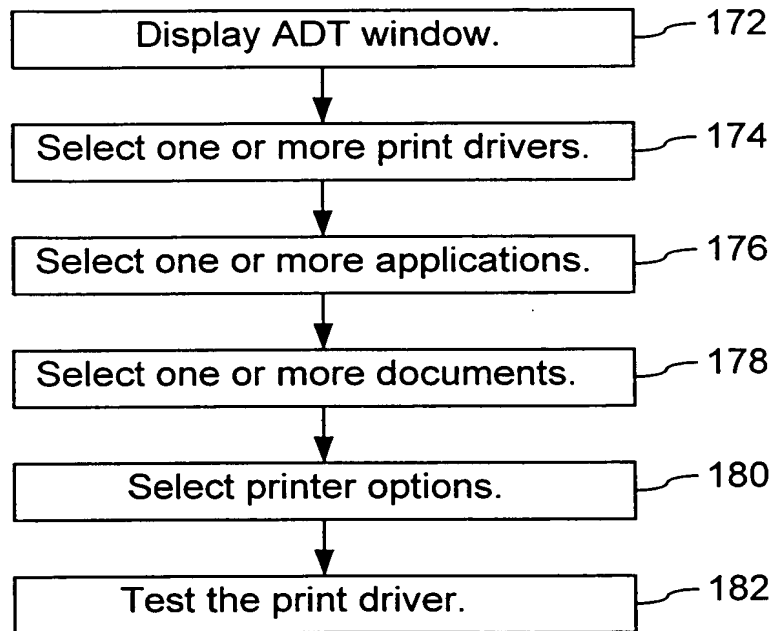 Display ADT window. 172
Select one or more print drivers. 174
Select one or more applications. 176
Select one or more documents. 178
Select printer options. 180
Test the print driver. 182